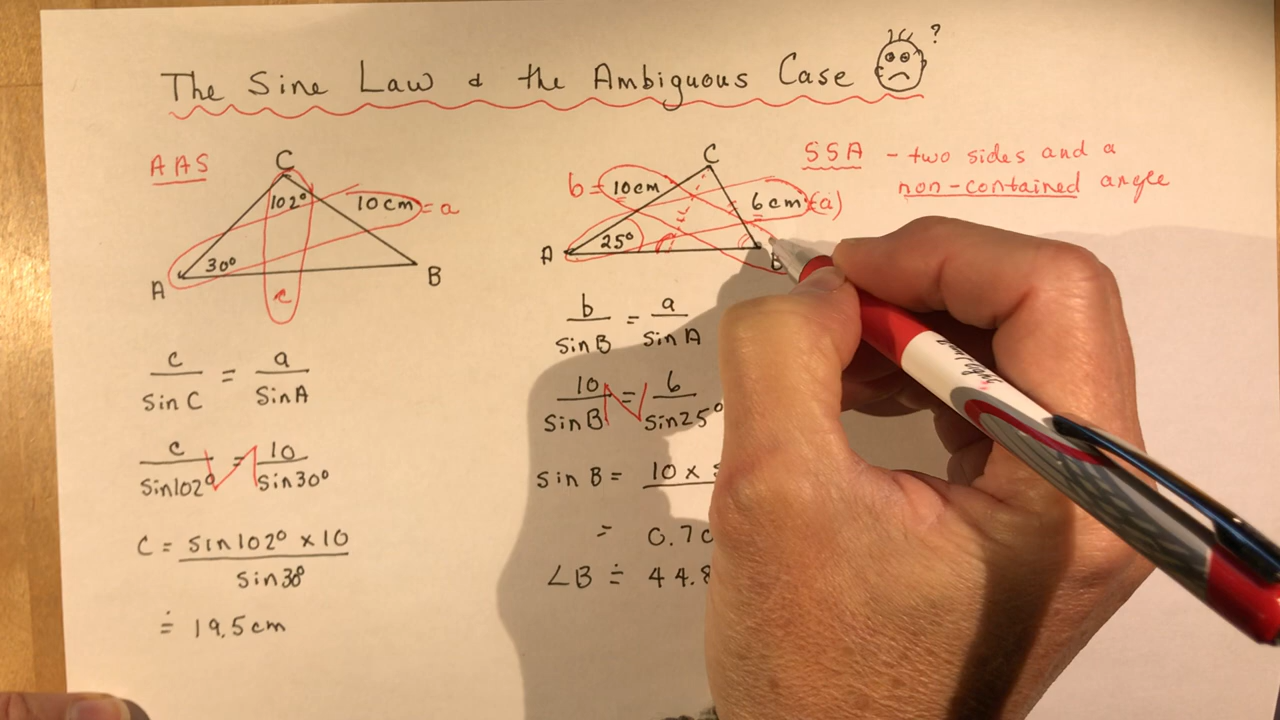 The Sine Law & the Ambiguous Case ?
AAS
C
102°
10cm = a
30°
A
B
c
c/sin C = a/sin A
c/sin102° = 10/sin30°
C = sin102° x 10/sin30°
≐ 19.5cm
SSA - two sides and a
non-contained angle
C
b = 10cm
6cm (a)
A
25°
B
b/sin B = a/sin A
10/sin B = 6/sin25°
sin B = 10 x
= 0.7
∠B ≐ 44.8